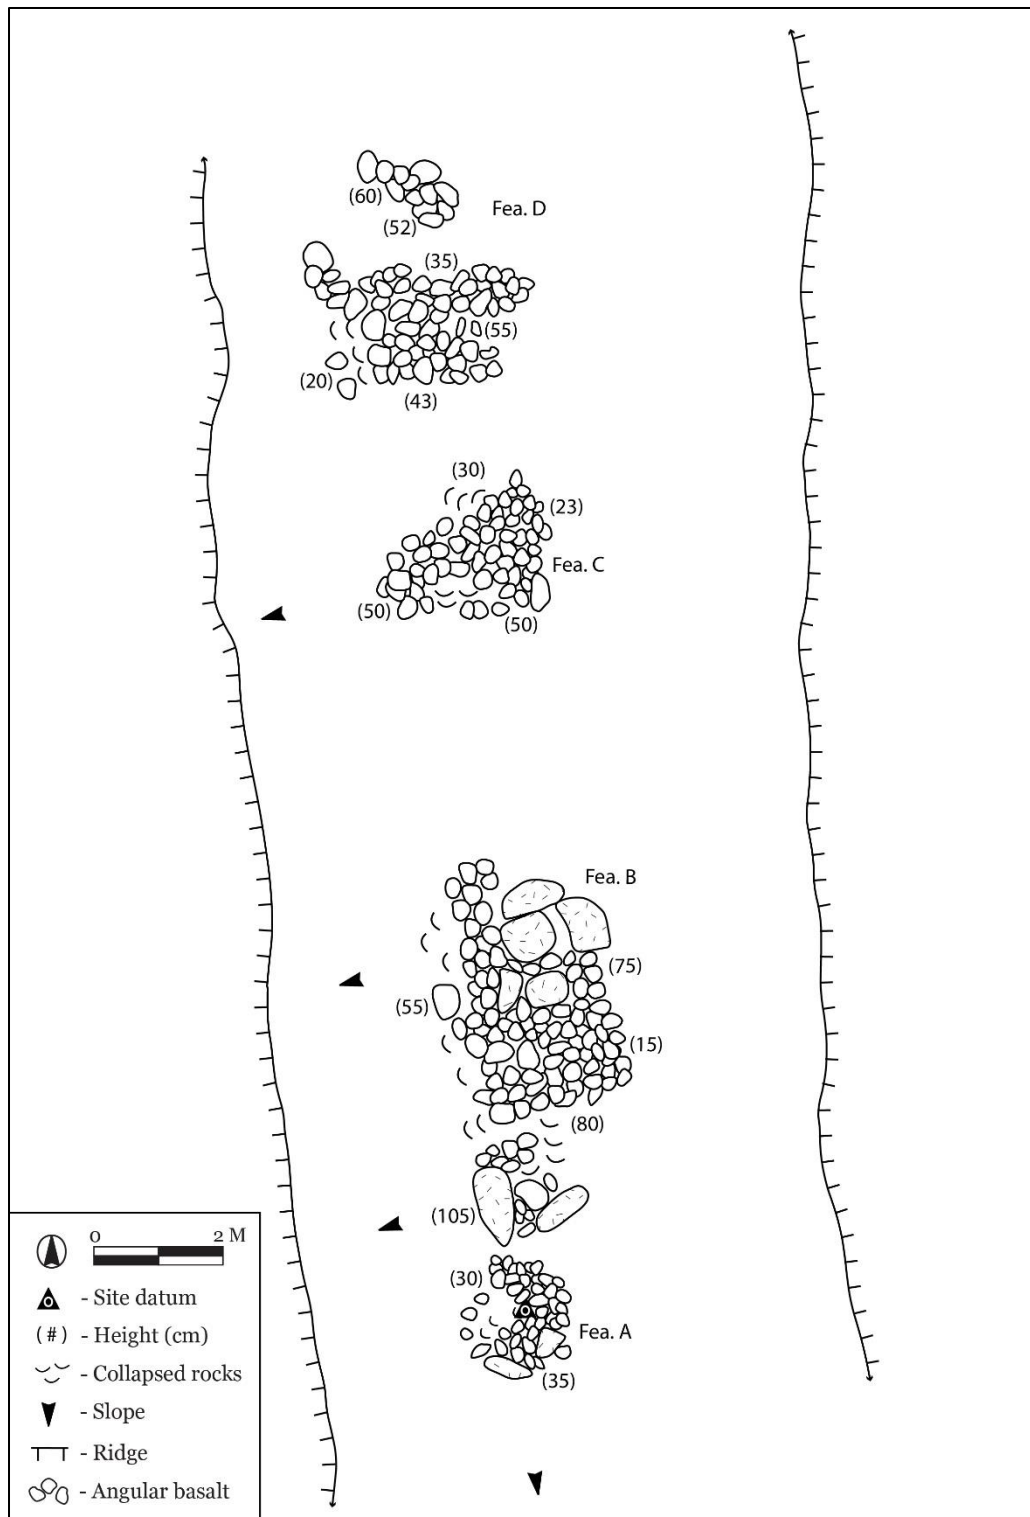 (60)
Fea. D
(52)
(35)
(55)
(20)
(43)
(30)
(23)
Fea. C
(50)
(50)
Fea. B
(75)
(55)
(15)
(80)
(105)
(30)
Fea. A
(35)
0 2 M
- Site datum
(#) - Height (cm)
- Collapsed rocks
- Slope
- Ridge
- Angular basalt